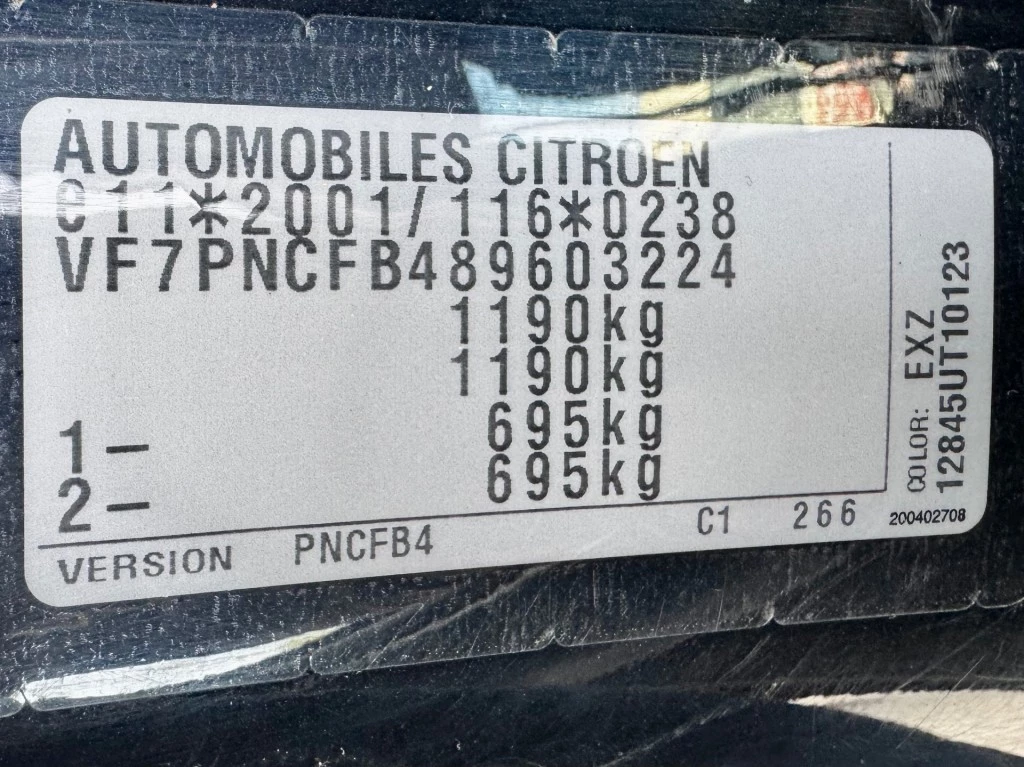 AUTOMOBILES CITROEN
e11*2001/116*0238
VF7PNCFB489603224
1190kg
1190kg
1- 695kg
2- 695kg
VERSION PNCFB4 C1 266
COLOR: EXZ
12845UT10123
200402708